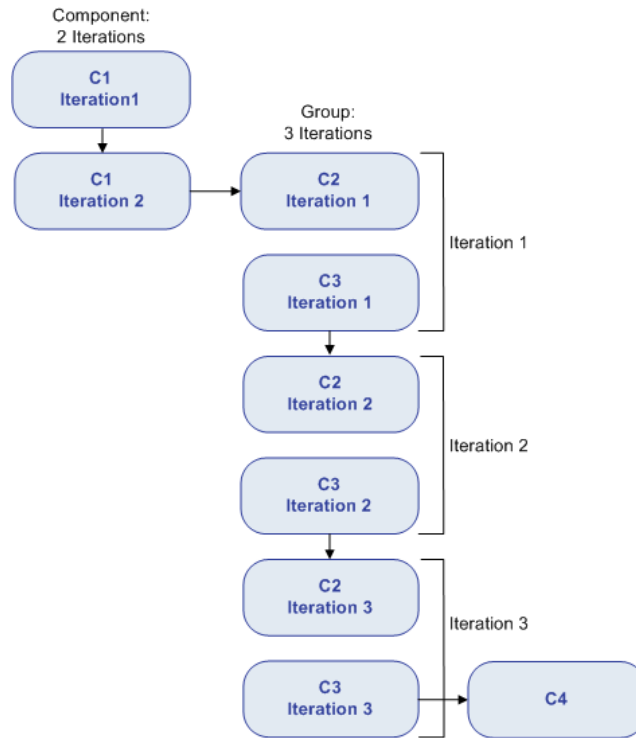 Component:
2 Iterations
C1
Iteration1
Group:
3 Iterations
C1
Iteration 2
C2
Iteration 1
Iteration 1
C3
Iteration 1
C2
Iteration 2
Iteration 2
C3
Iteration 2
C2
Iteration 3
Iteration 3
C3
Iteration 3
C4